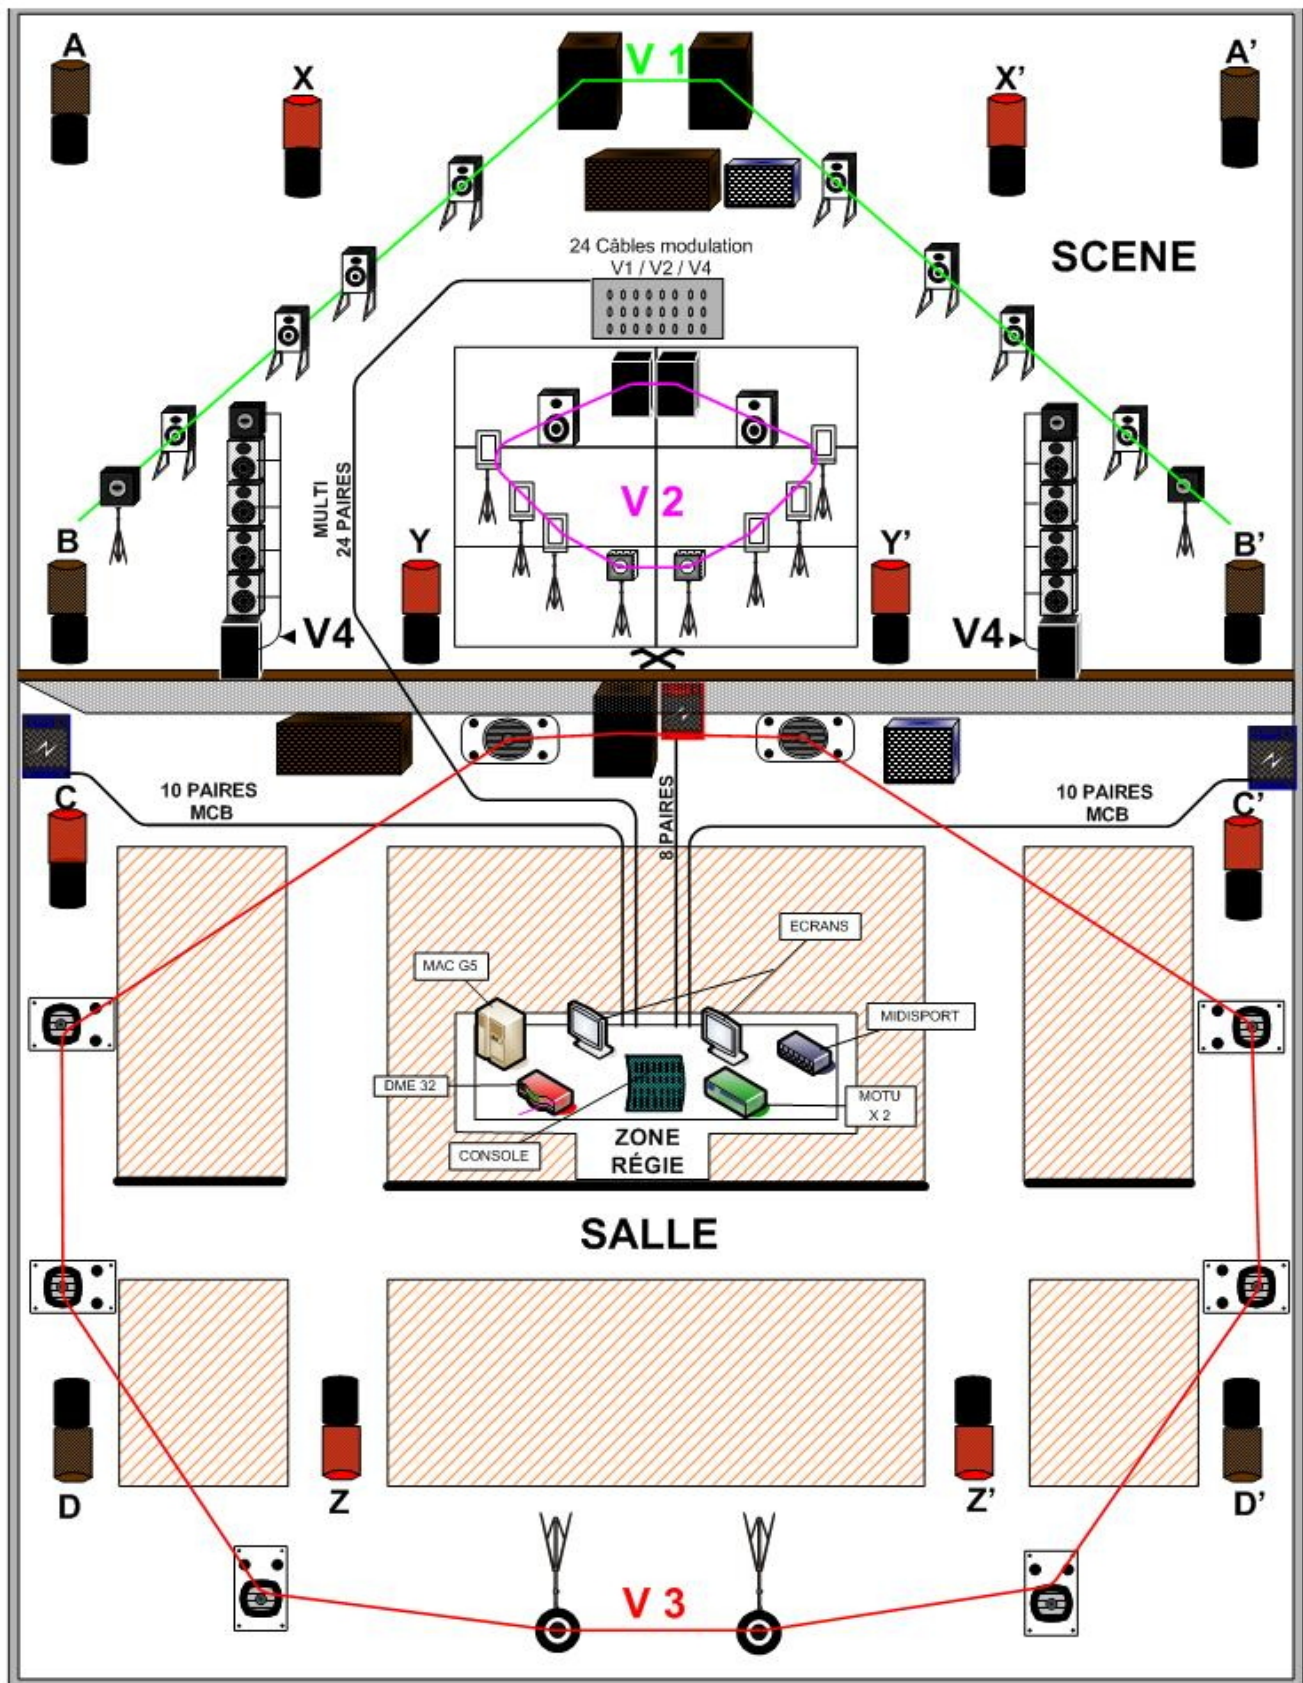 A
X
V 1
X'
A'
24 Câbles modulation
V1 / V2 / V4
SCENE
MULTI
24 PAIRES
V 2
B
Y
Y'
B'
V4
V4
10 PAIRES
MCB
8 PAIRES
10 PAIRES
MCB
C
C'
ECRANS
MAC G5
MIDISPORT
DME 32
MOTU
X 2
CONSOLE
ZONE
RÉGIE
SALLE
D
Z
Z'
D'
V 3